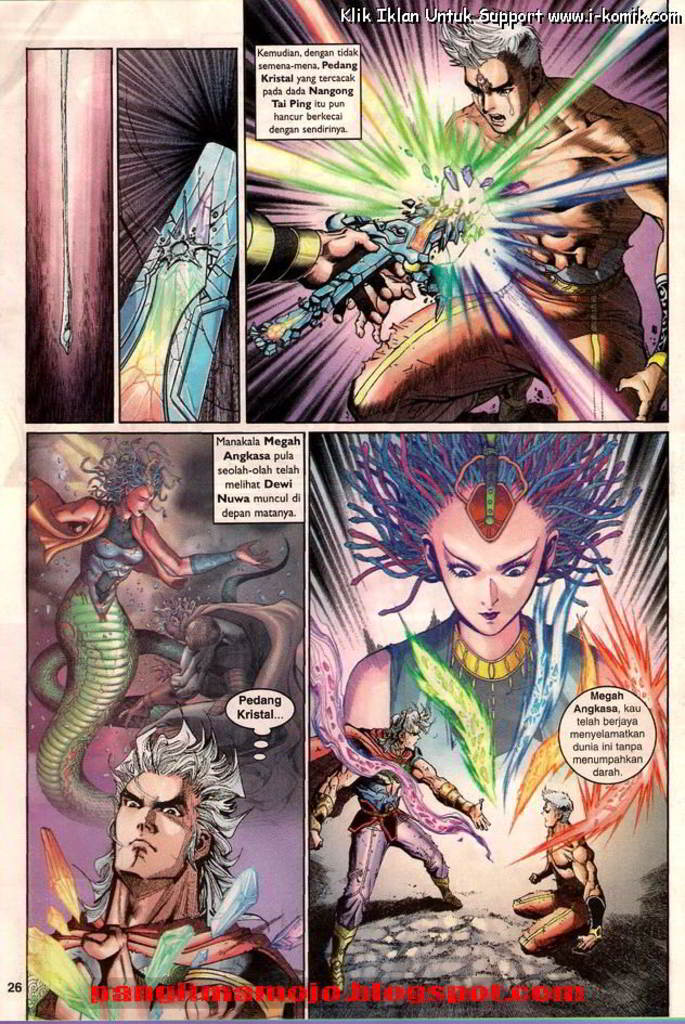 Klik Iklan Untuk Support www.i-komik.com
Kemudian, dengan tidak
semena-mena, Pedang
Kristal yang tercacak
pada dada Nangong
Tai Ping itu pun
hancur berkecai
dengan sendirinya.
Manakala Megah
Angkasa pula
seolah-olah telah
melihat Dewi
Nuwa muncul di
depan matanya.
Pedang
Kristal...
Megah
Angkasa, kau
telah berjaya
menyelamatkan
dunia ini tanpa
menumpahkan
darah.
26
panglimamojo.blogspot.com